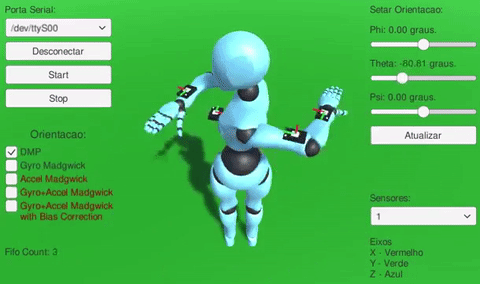 Porta Serial:
/dev/ttyS00
Desconectar
Start
Stop
Orientacao:
DMP
Gyro Madgwick
Accel Madgwick
Gyro+Accel Madgwick
Gyro+Accel Madgwick
with Bias Correction
Fifo Count: 3
Setar Orientacao:
Phi: 0.00 graus.
Theta: -80.81 graus.
Psi: 0.00 graus.
Atualizar
Sensores:
1
Eixos
X - Vermelho
Y - Verde
Z - Azul